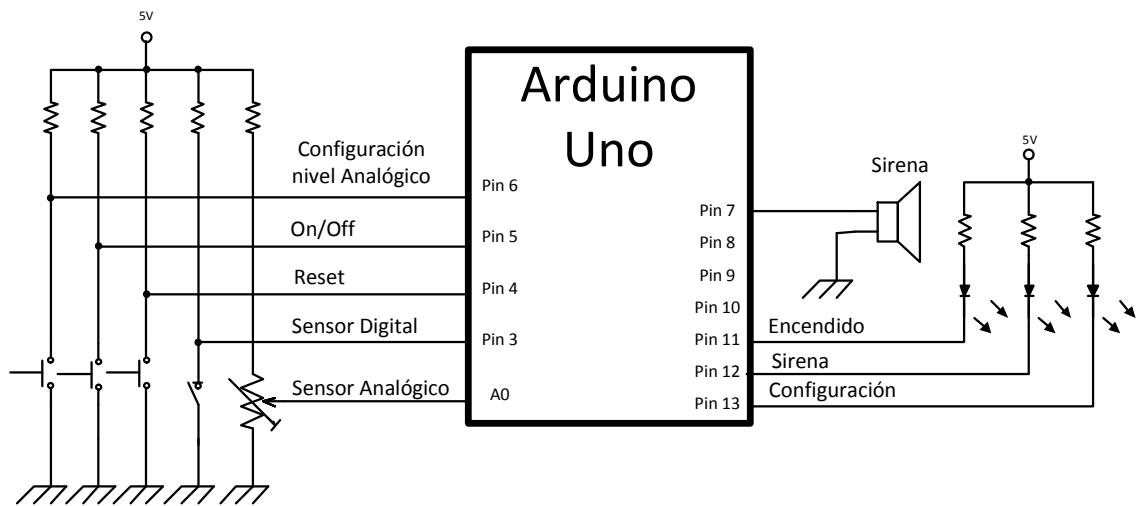 5V
Arduino
Uno
Configuración
nivel Analógico
On/Off
Reset
Sensor Digital
Sensor Analógico
Pin 6
Pin 5
Pin 4
Pin 3
A0
Pin 7
Pin 8
Pin 9
Pin 10
Pin 11
Pin 12
Pin 13
Sirena
5V
Encendido
Sirena
Configuración